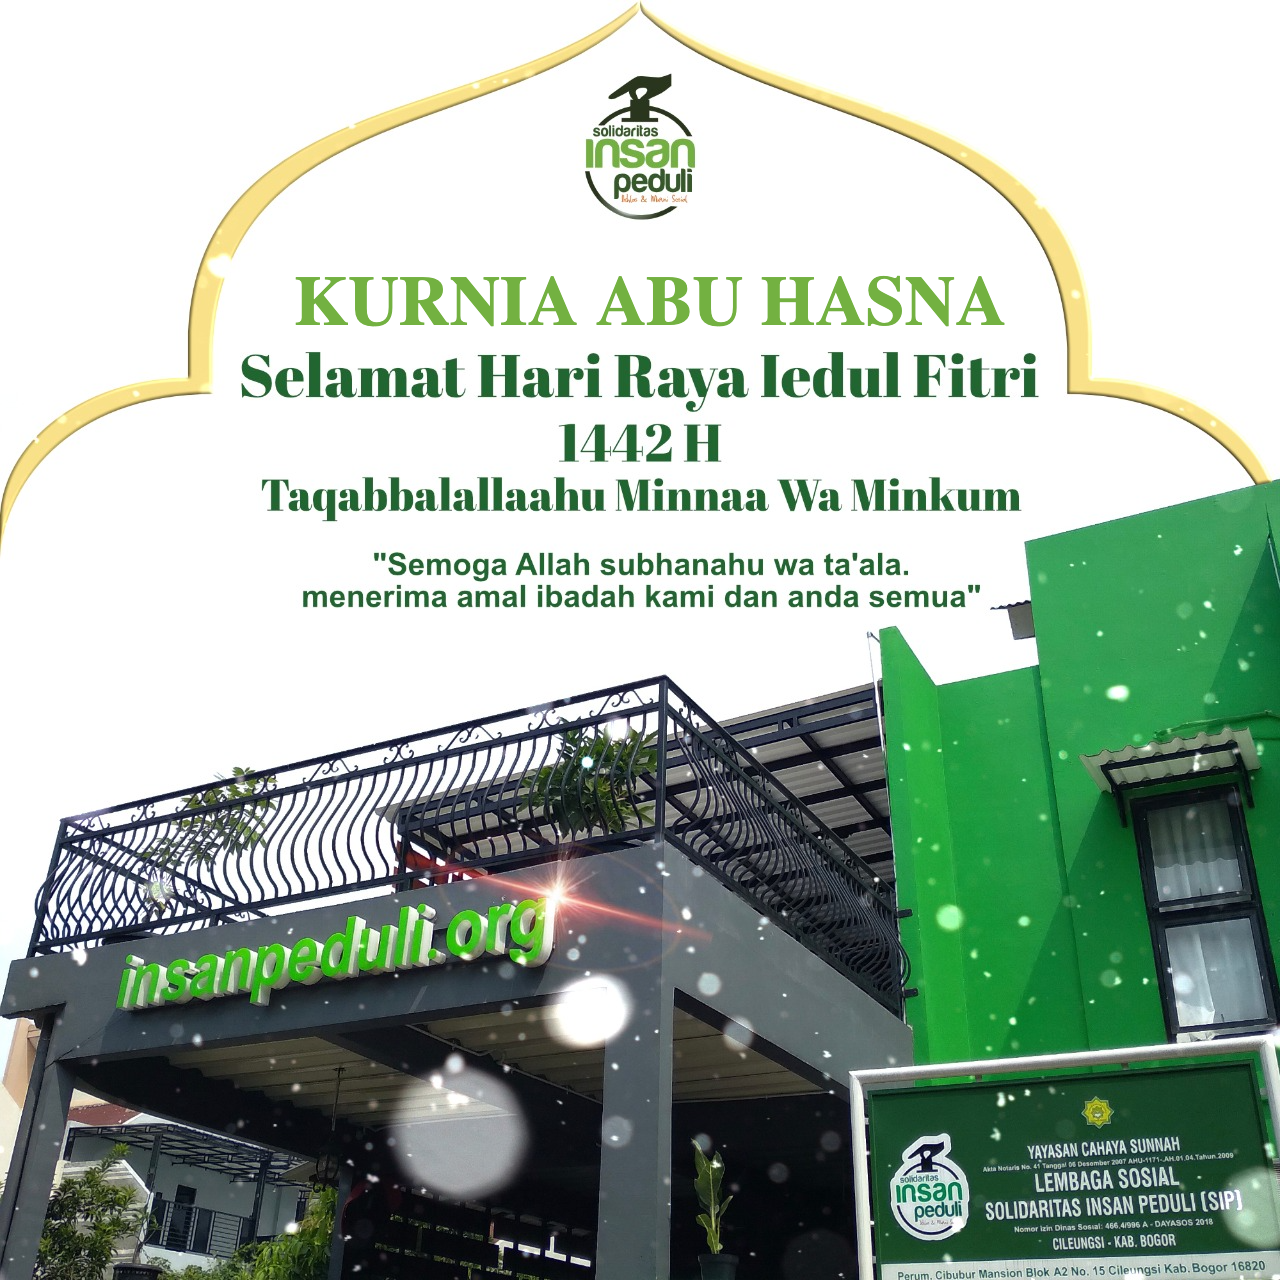 solidaritas
insan
peduli
Ikhlas & Murni Sosial
KURNIA ABU HASNA
Selamat Hari Raya Iedul Fitri
1442 H
Taqabbalallaahu Minnaa Wa Minkum
"Semoga Allah subhanahu wa ta'ala.
menerima amal ibadah kami dan anda semua"
insanpeduli.org
YAYASAN CAHAYA SUNNAH
Akta Notaris No. 41 Tanggal 06 Desember 2007 AHU-1171-.AH.01.04.Tahun.2009
LEMBAGA SOSIAL
SOLIDARITAS INSAN PEDULI (SIP)
Nomor Izin Dinas Sosial: 466.4/996 A - DAYASOS 2018
CILEUNGSI - KAB. BOGOR
solidaritas
insan
peduli
Perum. Cibubur Mansion Blok A2 No. 15 Cileungsi Kab. Bogor 16820